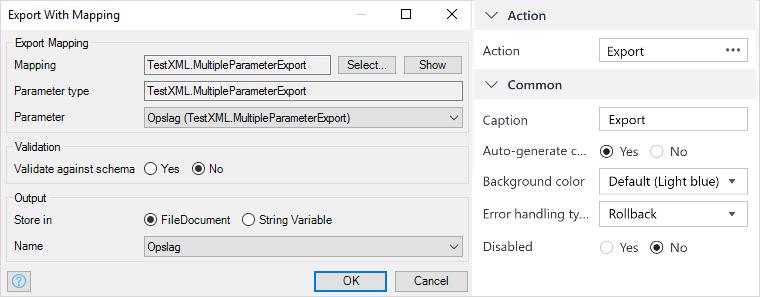 Export With Mapping
Export Mapping
Mapping TestXML.MultipleParameterExport Select... Show
Parameter type TestXML.MultipleParameterExport
Parameter Opslag (TestXML.MultipleParameterExport)
Validation
Validate against schema Yes No
Output
Store in FileDocument String Variable
Name Opslag
? OK Cancel
Action
Action Export ...
Common
Caption Export
Auto-generate c... Yes No
Background color Default (Light blue)
Error handling ty... Rollback
Disabled Yes No